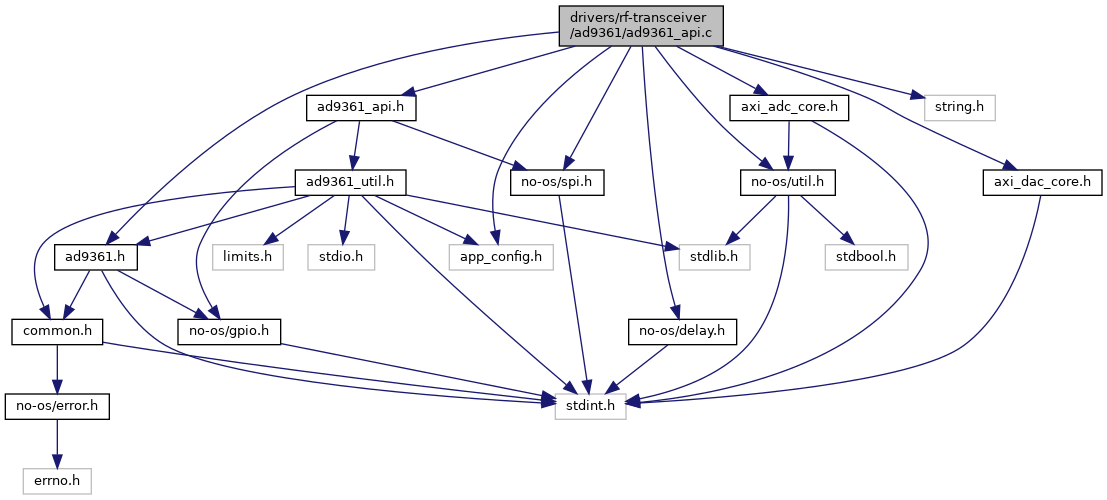 drivers/rf-transceiver
/ad9361/ad9361_api.c
ad9361_api.h
axi_adc_core.h
string.h
ad9361_util.h
no-os/spi.h
no-os/util.h
axi_dac_core.h
ad9361.h
limits.h
stdio.h
app_config.h
stdlib.h
stdbool.h
common.h
no-os/gpio.h
no-os/delay.h
no-os/error.h
stdint.h
errno.h